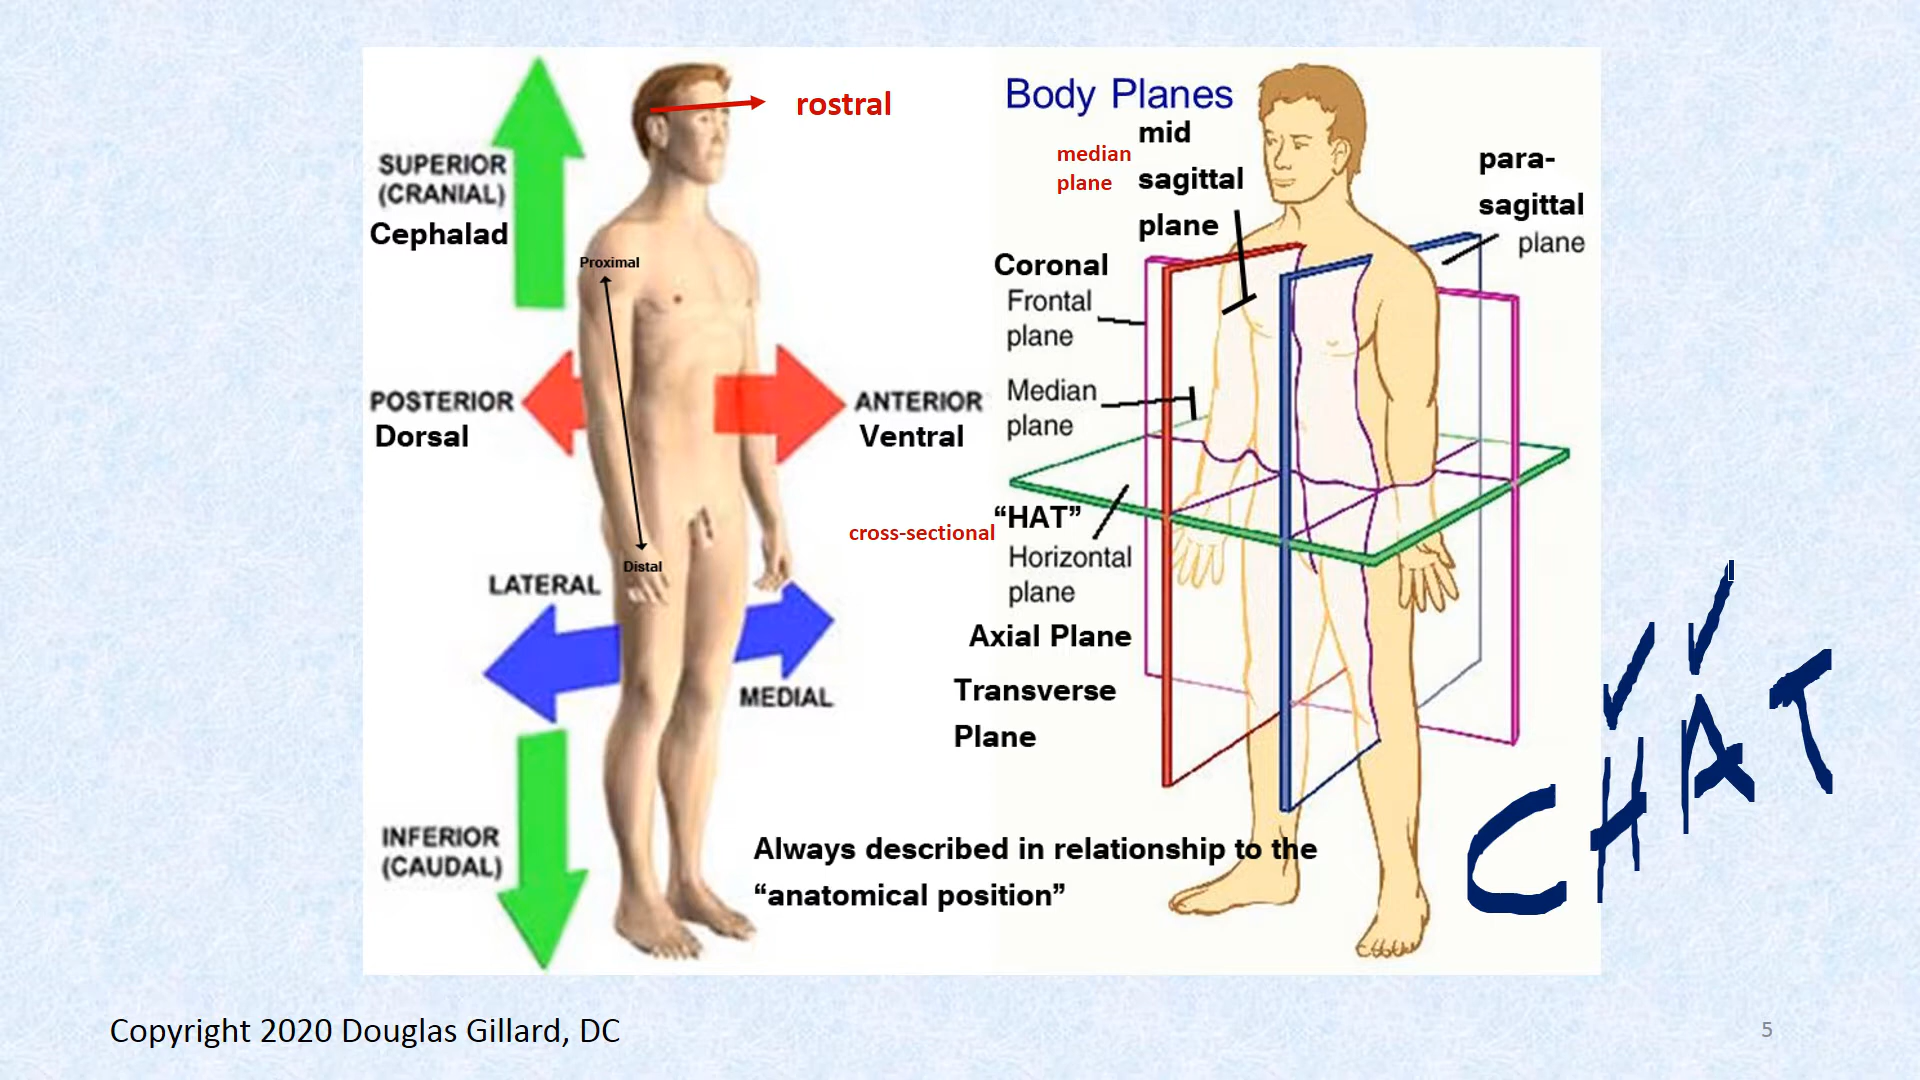 rostral
SUPERIOR
(CRANIAL)
Cephalad
Proximal
POSTERIOR
Dorsal
ANTERIOR
Ventral
Distal
LATERAL
MEDIAL
INFERIOR
(CAUDAL)
Body Planes
median
plane
mid
sagittal
plane
para-
sagittal
plane
Coronal
Frontal
plane
Median
plane
cross-sectional
“HAT”
Horizontal
plane
Axial Plane
Transverse
Plane
Always described in relationship to the
“anatomical position”
CHAT
Copyright 2020 Douglas Gillard, DC
5